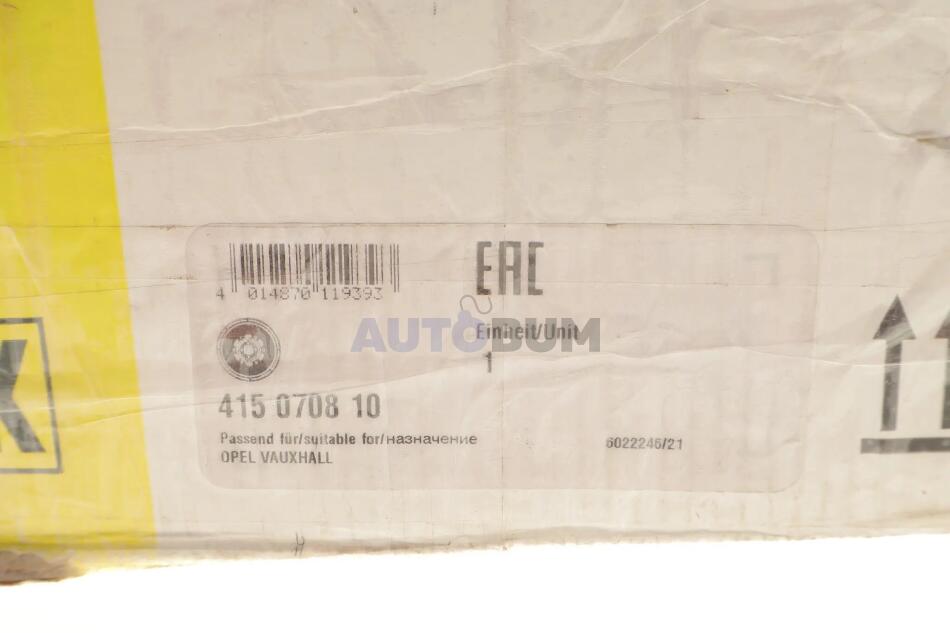 EAC
4 014870 119393
AUTOBUM
Einheit/Unit
1
415 0708 10
Passend für/suitable for/назначение
6022246/21
OPEL VAUXHALL
K